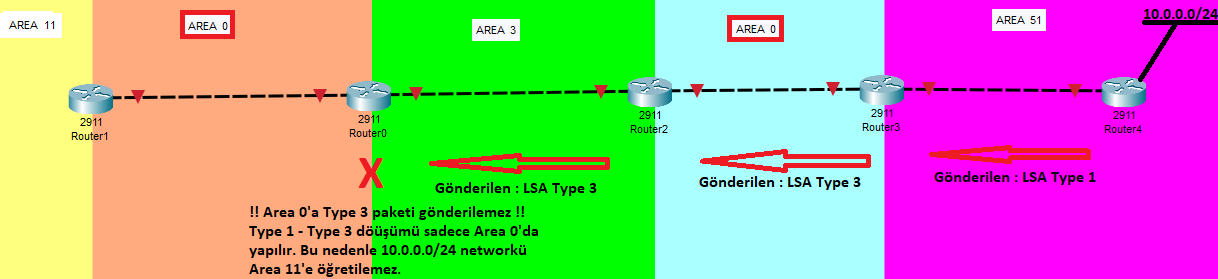 AREA 11
AREA 0
AREA 3
AREA 0
AREA 51
10.0.0.0/24
2911
Router1
2911
Router0
2911
Router2
2911
Router3
2911
Router4
X
Gönderilen : LSA Type 3
Gönderilen : LSA Type 3
Gönderilen : LSA Type 1
!! Area 0'a Type 3 paketi gönderilemez !!
Type 1 - Type 3 döüşümü sadece Area 0'da
yapılır. Bu nedenle 10.0.0.0/24 networkü
Area 11'e öğretilemez.